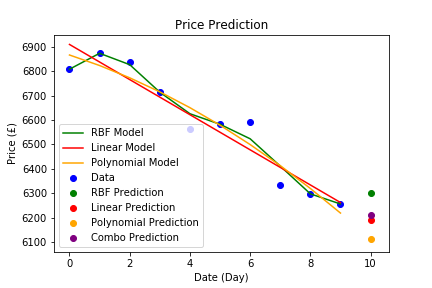 Price Prediction
Price (£)
6900
6800
6700
6600
6500
6400
6300
6200
6100
RBF Model
Linear Model
Polynomial Model
Data
RBF Prediction
Linear Prediction
Polynomial Prediction
Combo Prediction
0 2 4 6 8 10
Date (Day)